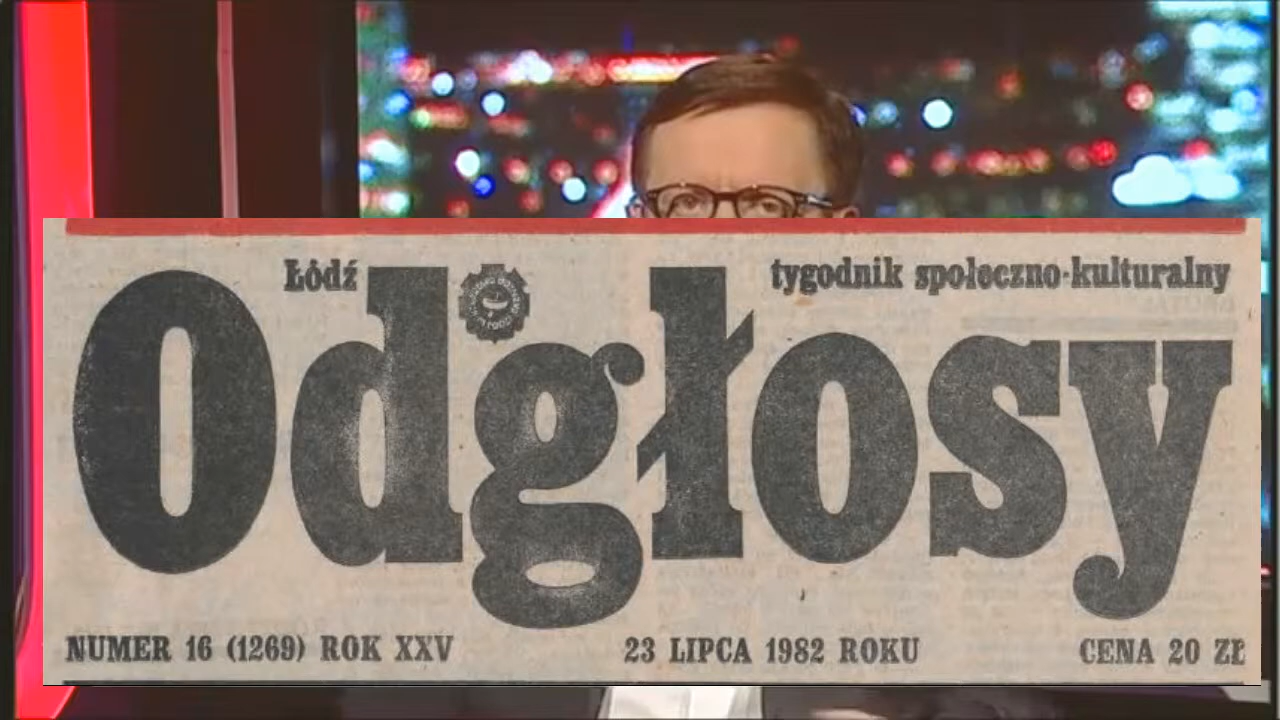 Łódź
tygodnik społeczno-kulturalny
Odgłosy
NUMER 16 (1269) ROK XXV
23 LIPCA 1982 ROKU
CENA 20 ZŁ